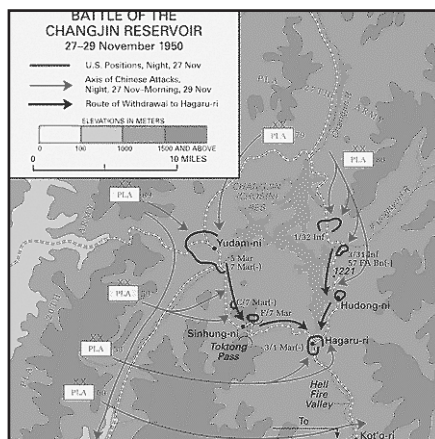 BATTLE OF THE
CHANGJIN RESERVOIR
27–29 November 1950
U.S. Positions, Night, 27 Nov
Axis of Chinese Attacks,
Night, 27 Nov–Morning, 29 Nov
Route of Withdrawal to Hagaru-ri
ELEVATIONS IN METERS
0 100 1000 1500 AND ABOVE
0 10 MILES
PLA
PLA
PLA
CHANGJIN
(CHOSIN)
RES
1/32 Inf
3/31 Inf
57 FA Bn(-)
1221
Yudam-ni
5 Mar
7 Mar(-)
Hudong-ni
C/7 Mar(-)
F/7 Mar
PLA
Sinhung-ni
Toktong
Pass
3/1 Mar(-)
Hagaru-ri
PLA
Hell
Fire
Valley
PLA
To
Kot'o-ri